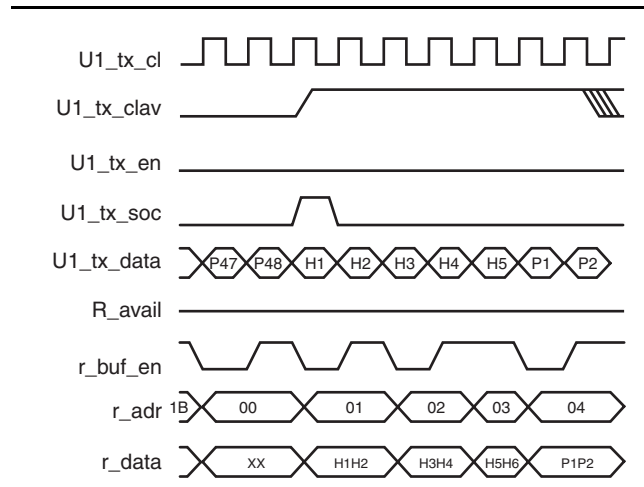 U1_tx_cl
U1_tx_clav
U1_tx_en
U1_tx_soc
U1_tx_data P47 P48 H1 H2 H3 H4 H5 P1 P2
R_avail
r_buf_en
r_adr 1B 00 01 02 03 04
r_data XX H1H2 H3H4 H5H6 P1P2